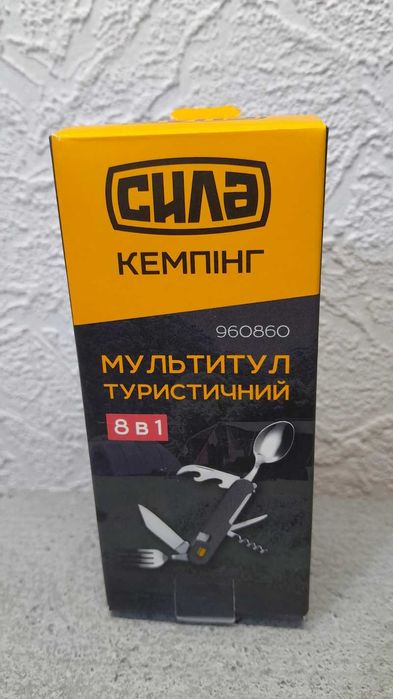 СИЛА
КЕМПІНГ
960860
МУЛЬТИТУЛ
ТУРИСТИЧНИЙ
8 в 1